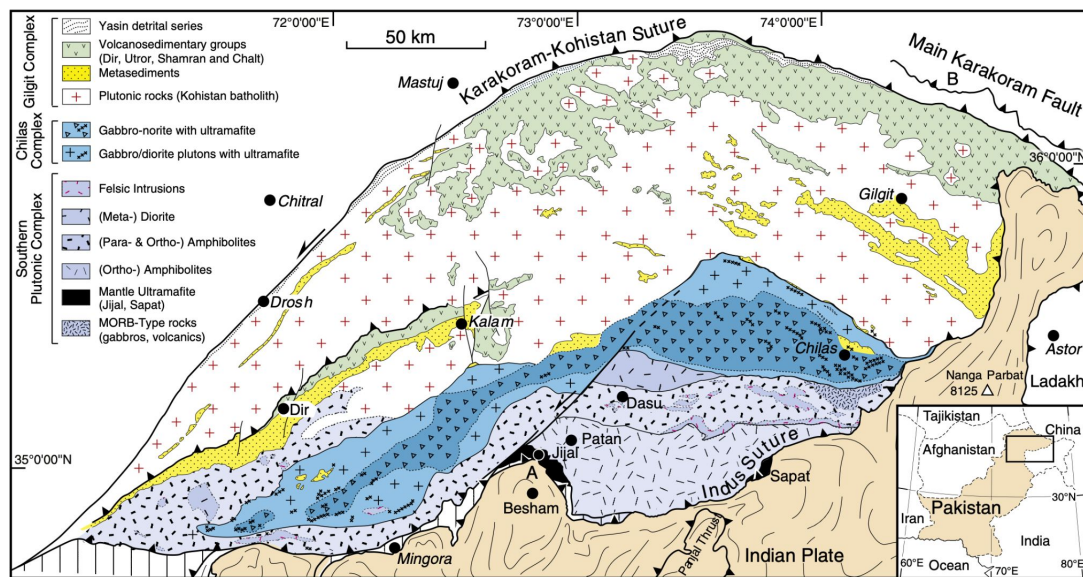 72°00'00"E
73°0'00"E
74°0'00"E
50 km
Gilgit Complex
Yasin detrital series
Volcanosedimentary groups
(Dir, Utror, Shamran and Chalt)
Metasediments
Plutonic rocks (Kohistan batholith)
Chilas
Complex
Gabbro-norite with ultramafite
Gabbro/diorite plutons with ultramafite
Southern
Plutonic Complex
Felsic Intrusions
(Meta-) Diorite
(Para- & Ortho-) Amphibolites
(Ortho-) Amphibolites
Mantle Ultramafite
(Jijal, Sapat)
MORB-Type rocks
(gabbros, volcanics)
Karakoram-Kohistan Suture
Main Karakoram Fault
B
Mastuj
36°0'00"N
Chitral
Gilgit
Drosh
Kalam
Chilas
Astor
Nanga Parbat
8125
Ladakh
Dir
Dasu
Patan
35°0'00"N
Jijal
A
Indus Suture
Sapat
Besham
Mingora
Panjal Thrust
Indian Plate
Tajikistan
China
Afghanistan
30°N
Pakistan
Iran
India
Ocean
60°E
70°E
80°E